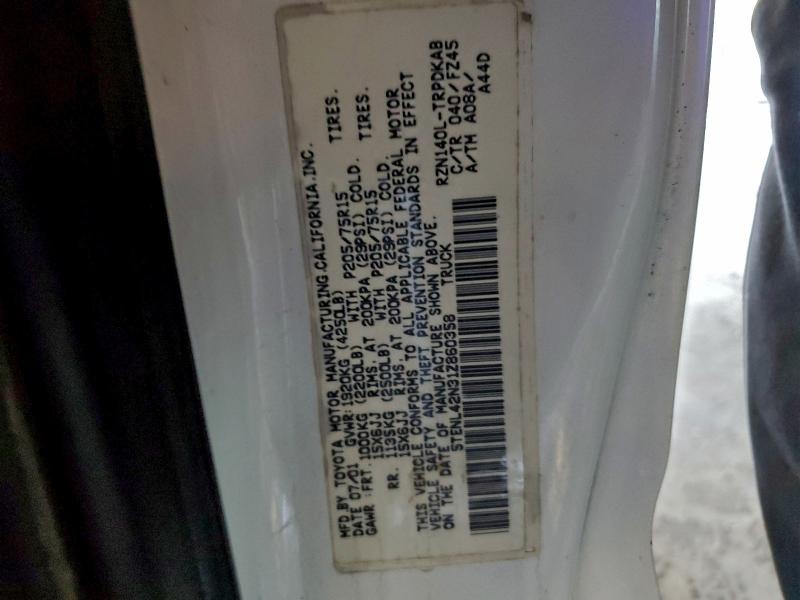 MFD.BY TOYOTA MOTOR MANUFACTURING.CALIFORNIA.INC.
DATE 07/01 GVWR:1920KG (4250LB)
GAWR:FRT.1000KG (2200LB) WITH P205/75R15 TIRES.
15X6JJ RIMS, AT 200KPA (29PSI) COLD.
RR. 1135KG (2500LB) WITH P205/75R15 TIRES.
15X6JJ RIMS, AT 200KPA (29PSI) COLD.
THIS VEHICLE CONFORMS TO ALL APPLICABLE FEDERAL MOTOR
VEHICLE SAFETY AND THEFT PREVENTION STANDARDS IN EFFECT
ON THE DATE OF MANUFACTURE SHOWN ABOVE.
5TENL42N31Z860358 TRUCK
RZN140L-TRPDKAB
C/TR 040/FZ45
A/TM A08A/
A44D